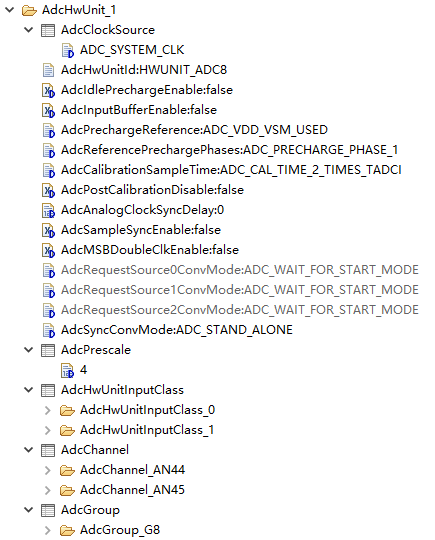 AdcHwUnit_1
AdcClockSource
ADC_SYSTEM_CLK
AdcHwUnitId:HWUNIT_ADC8
AdcIdlePrechargeEnable:false
AdcInputBufferEnable:false
AdcPrechargeReference:ADC_VDD_VSM_USED
AdcReferencePrechargePhases:ADC_PRECHARGE_PHASE_1
AdcCalibrationSampleTime:ADC_CAL_TIME_2_TIMES_TADCI
AdcPostCalibrationDisable:false
AdcAnalogClockSyncDelay:0
AdcSampleSyncEnable:false
AdcMSBDoubleClkEnable:false
AdcRequestSource0ConvMode:ADC_WAIT_FOR_START_MODE
AdcRequestSource1ConvMode:ADC_WAIT_FOR_START_MODE
AdcRequestSource2ConvMode:ADC_WAIT_FOR_START_MODE
AdcSyncConvMode:ADC_STAND_ALONE
AdcPrescale
4
AdcHwUnitInputClass
AdcHwUnitInputClass_0
AdcHwUnitInputClass_1
AdcChannel
AdcChannel_AN44
AdcChannel_AN45
AdcGroup
AdcGroup_G8